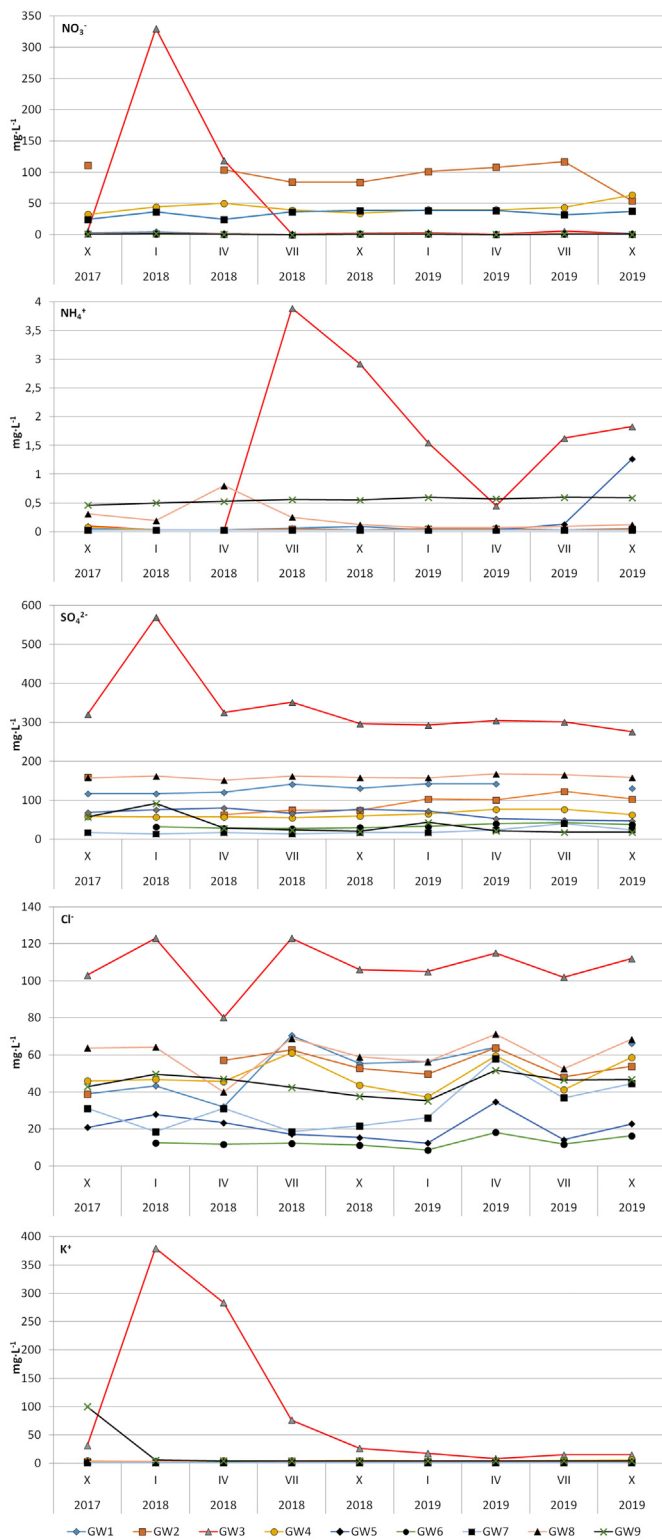 NO₃⁻
mg·L⁻¹
350
300
250
200
150
100
50
0
X I IV VII X I IV VII X
2017 2018 2018 2018 2018 2019 2019 2019 2019
NH₄⁺
mg·L⁻¹
4
3,5
3
2,5
2
1,5
1
0,5
0
X I IV VII X I IV VII X
2017 2018 2018 2018 2018 2019 2019 2019 2019
SO₄²⁻
mg·L⁻¹
600
500
400
300
200
100
0
X I IV VII X I IV VII X
2017 2018 2018 2018 2018 2019 2019 2019 2019
Cl⁻
mg·L⁻¹
140
120
100
80
60
40
20
0
X I IV VII X I IV VII X
2017 2018 2018 2018 2018 2019 2019 2019 2019
K⁺
mg·L⁻¹
400
350
300
250
200
150
100
50
0
X I IV VII X I IV VII X
2017 2018 2018 2018 2018 2019 2019 2019 2019
GW1 GW2 GW3 GW4 GW5 GW6 GW7 GW8 GW9